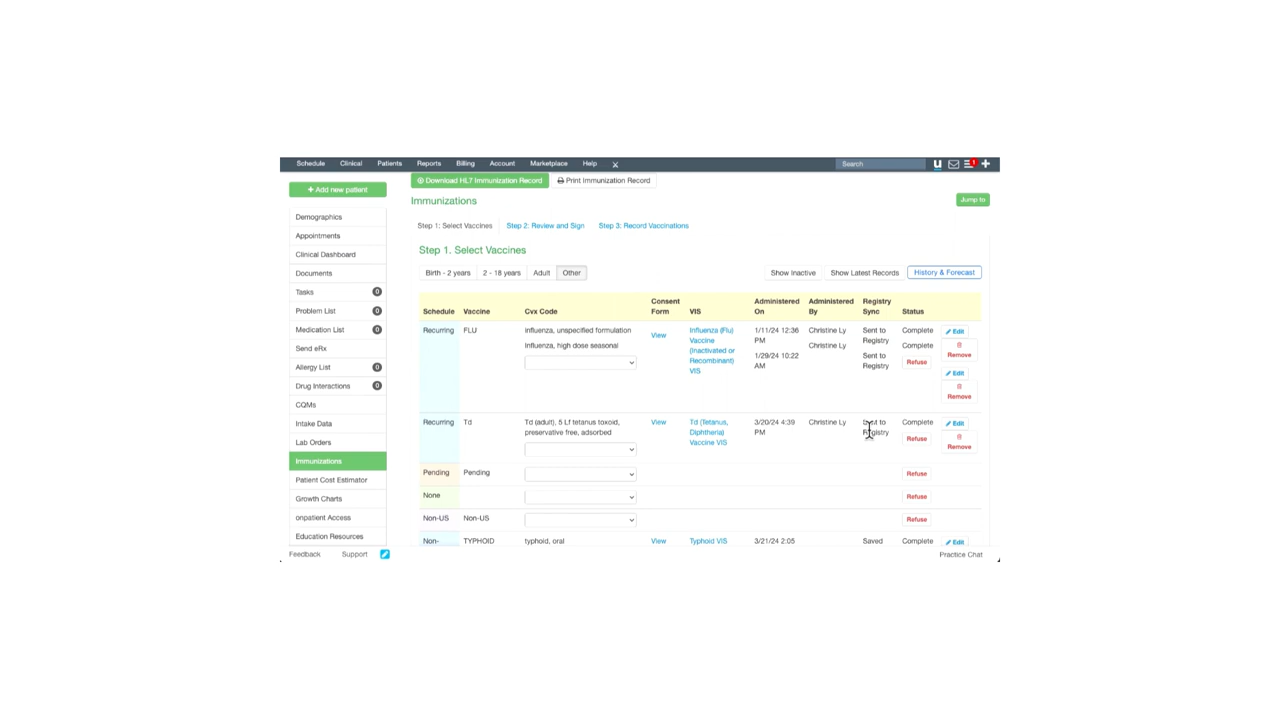 Schedule Clinical Patients Reports Billing Account Marketplace Help Search 1
Download HL7 Immunization Record Print Immunization Record
+ Add new patient
Immunizations
Jump to
Demographics
Appointments
Clinical Dashboard
Documents
Tasks 0
Problem List 0
Medication List 0
Send eRx
Allergy List 0
Drug Interactions 0
CQMs
Intake Data
Lab Orders
Immunizations
Patient Cost Estimator
Growth Charts
onpatient Access
Education Resources
Feedback Support
Step 1: Select Vaccines Step 2: Review and Sign Step 3: Record Vaccinations
Step 1. Select Vaccines
Birth - 2 years 2 - 18 years Adult Other Show Inactive Show Latest Records History & Forecast
Consent Administered Administered Registry
Schedule Vaccine Cvx Code Form VIS On By Sync Status
Recurring FLU influenza, unspecified formulation View Influenza (Flu) 1/11/24 12:36 Christine Ly Sent to Complete Edit
Vaccine PM Registry
Influenza, high dose seasonal (Inactivated or Christine Ly Complete
Recombinant) 1/29/24 10:22 Sent to Remove
VIS AM Registry Refuse
Edit
Remove
Recurring Td Td (adult), 5 Lf tetanus toxoid, View Td (Tetanus, 3/20/24 4:39 Christine Ly Sent to Complete Edit
preservative free, adsorbed Diphtheria) PM Registry Refuse
Vaccine VIS Remove
Pending Pending Refuse
None Refuse
Non-US Non-US Refuse
Non- TYPHOID typhoid, oral View Typhoid VIS 3/21/24 2:05 Saved Complete Edit
Practice Chat